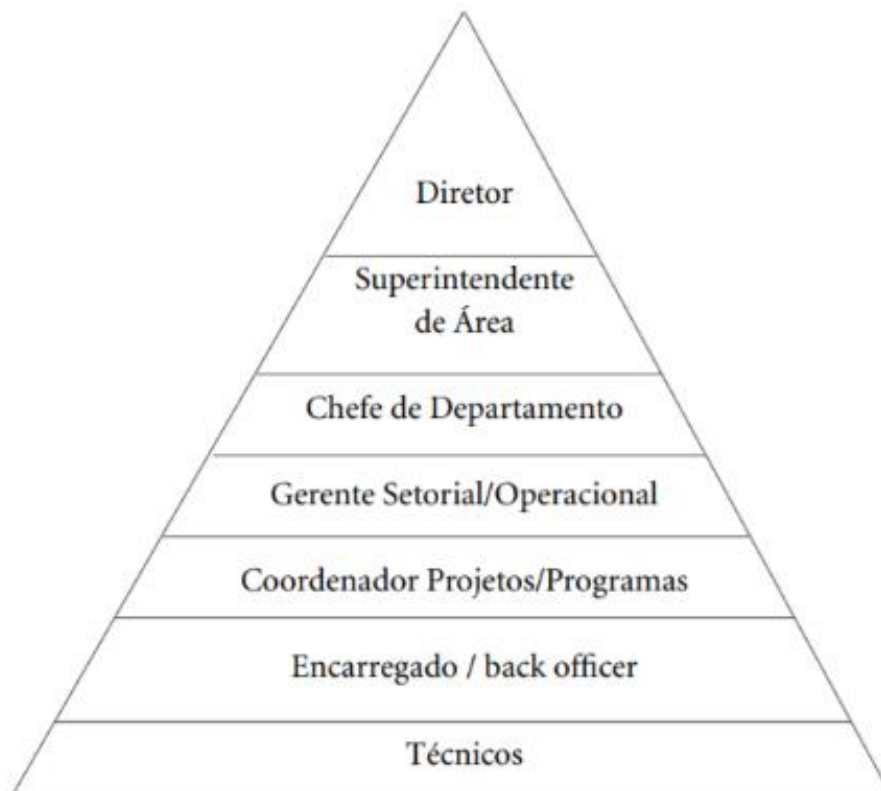 Diretor
Superintendente
de Área
Chefe de Departamento
Gerente Setorial/Operacional
Coordenador Projetos/Programas
Encarregado / back officer
Técnicos